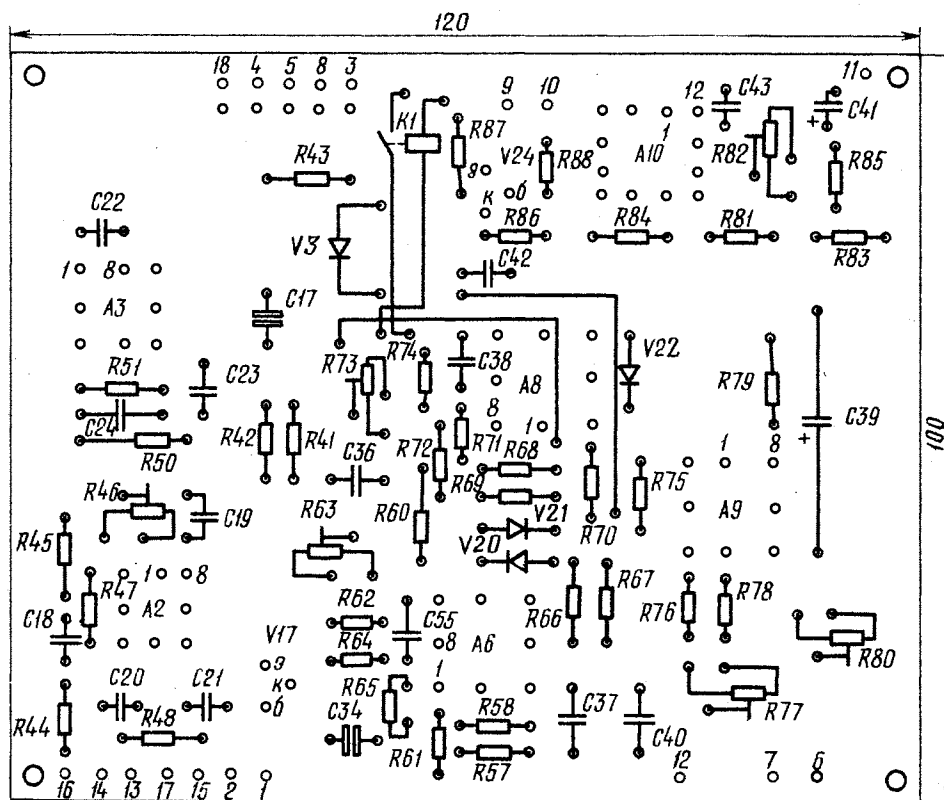 120
18 4 5 8 3
9 10
12
C43
11
C41
K1
R87
V24
R88
1
A10
R82
R85
R43
э
к
б
C22
R86
R84
R81
R83
V3
C42
1 8
A3
C17
R73
R74
C38
V22
R51
C23
A8
R79
C39
C24
8
1
R42
R41
R72
R71
R68
1
8
100
R50
C36
R69
R75
R46
C19
R63
R60
V21
R70
A9
R45
V20
R47
1 8
A2
R62
C55
R66
R67
R76
R78
C18
V17
R64
8
A6
R80
э
к
б
C20
C21
R65
1
R44
R48
C34
R58
C37
C40
R77
R61
R57
16 14 13 17 15 2 1
12
7
6